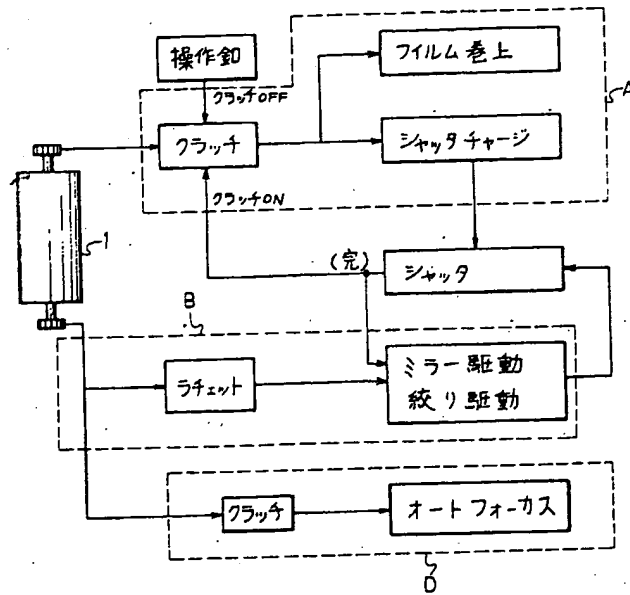 操作釦
フイルム巻上
A
クラッチOFF
クラッチ
シャッタチャージ
クラッチON
1
(完)
シャッタ
B
ラチェット
ミラー駆動
絞り駆動
クラッチ
オートフォーカス
D